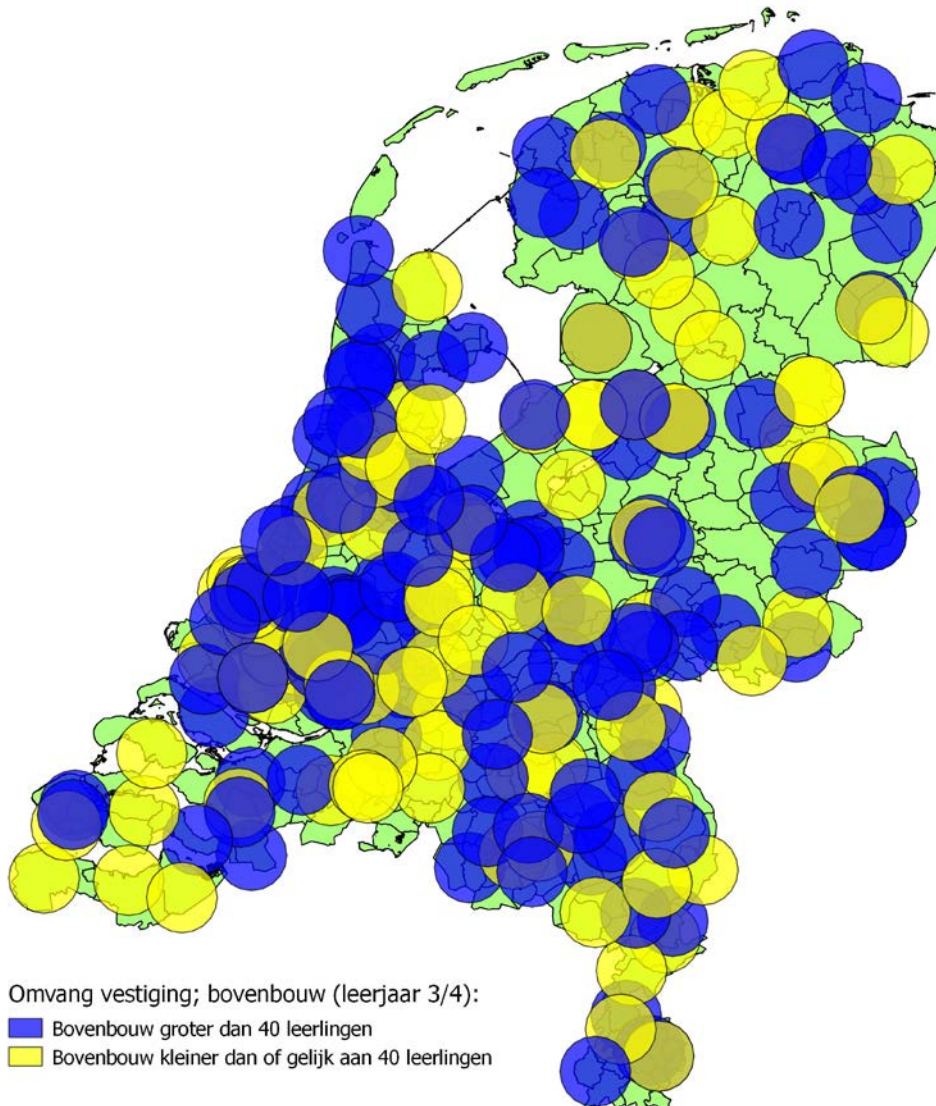 Omvang vestiging; bovenbouw (leerjaar 3/4):
Bovenbouw groter dan 40 leerlingen
Bovenbouw kleiner dan of gelijk aan 40 leerlingen